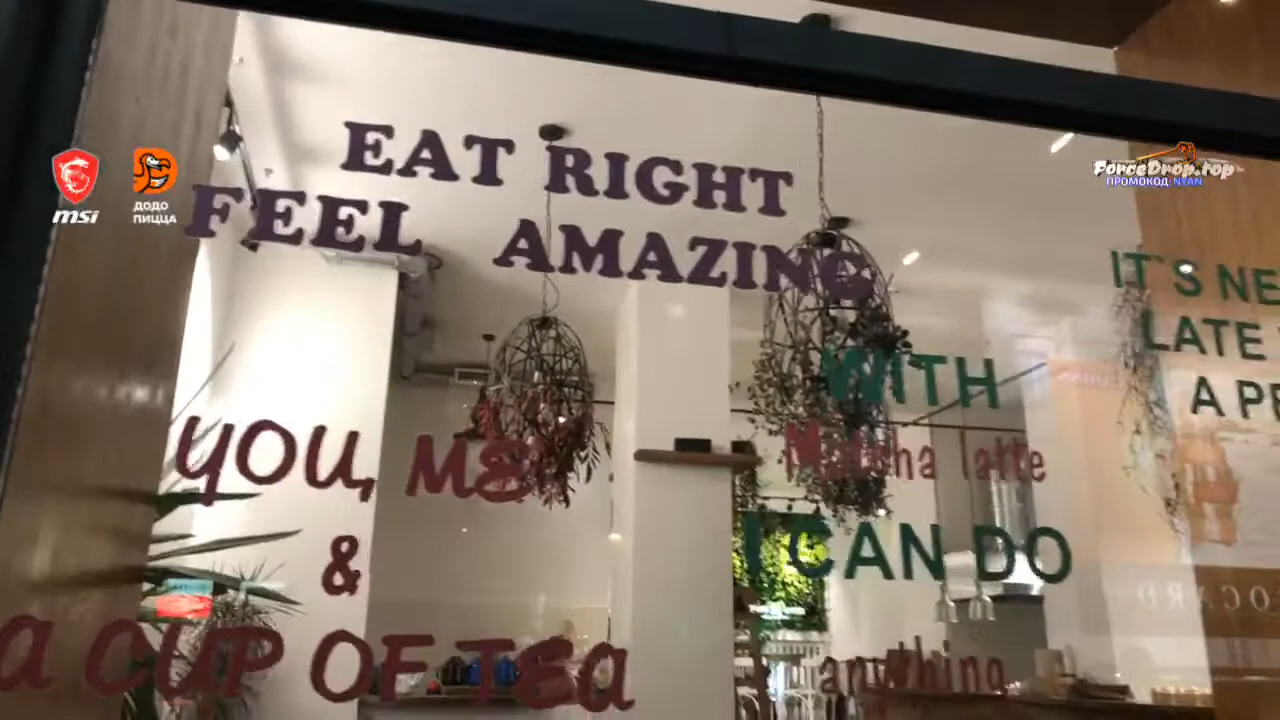 EAT RIGHT
FEEL AMAZING
YOU, ME
&
A CUP OF TEA
WITH
Matcha latte
I CAN DO
anything
IT'S NE
LATE
A P
msi
ДОДО
ПИЦЦА
ForceDrop.top
ПРОМОКОД: NYAN